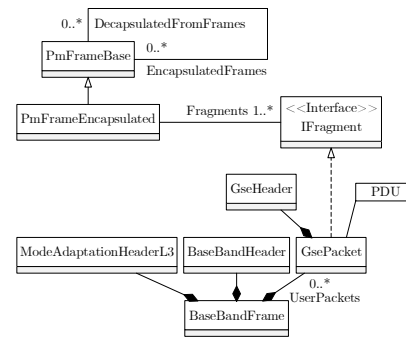 0..* DecapsulatedFromFrames
PmFrameBase
0..*
EncapsulatedFrames
PmFrameEncapsulated
Fragments 1..*
<<Interface>>
IFragment
GseHeader
PDU
ModeAdaptationHeaderL3
BaseBandHeader
GsePacket
0..*
UserPackets
BaseBandFrame